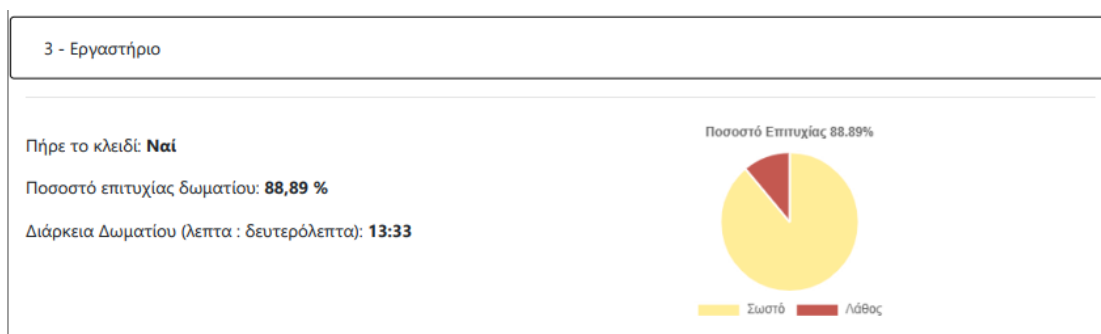 3 - Εργαστήριο
Πήρε το κλειδί: Ναί
Ποσοστό επιτυχίας δωματίου: 88,89 %
Διάρκεια Δωματίου (λεπτα : δευτερόλεπτα): 13:33
Ποσοστό Επιτυχίας 88.89%
Σωστό Λάθος